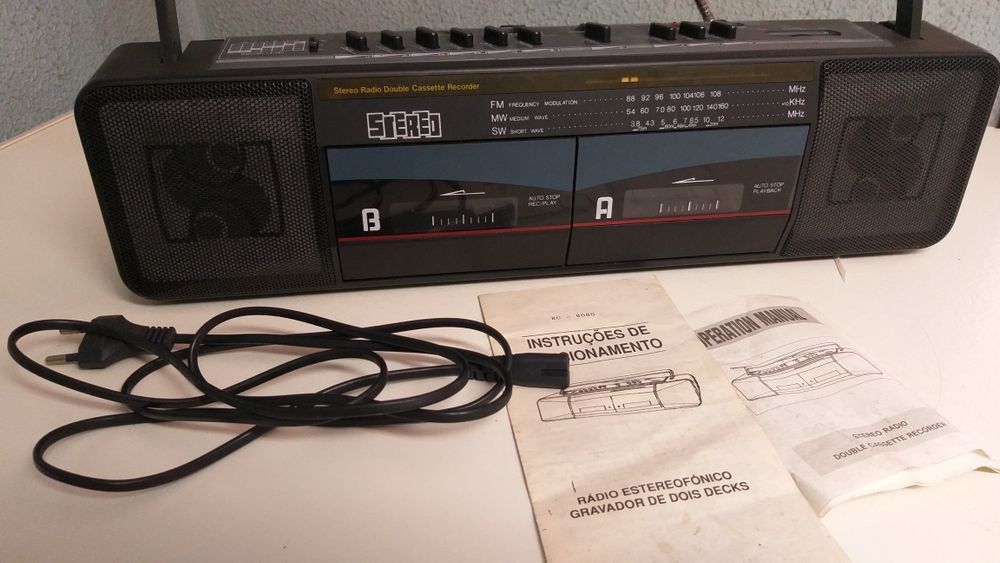 Stereo Radio Double Cassette Recorder
STEREO
FM FREQUENCY MODULATION 88 92 96 100 104 106 108 MHz
MW MEDIUM WAVE 54 60 70 80 100 120 140 160 KHz
SW SHORT WAVE 3.8 4.3 5 6 7 8.5 10 12 MHz
AUTO STOP
REC/PLAY
B
AUTO STOP
PLAYBACK
A
RC - 8080
INSTRUÇÕES DE
IONAMENTO
RÁDIO ESTEREOFÓNICO
GRAVADOR DE DOIS DECKS
PERATION MANUAL
STEREO RADIO
DOUBLE CASSETTE RECORDER